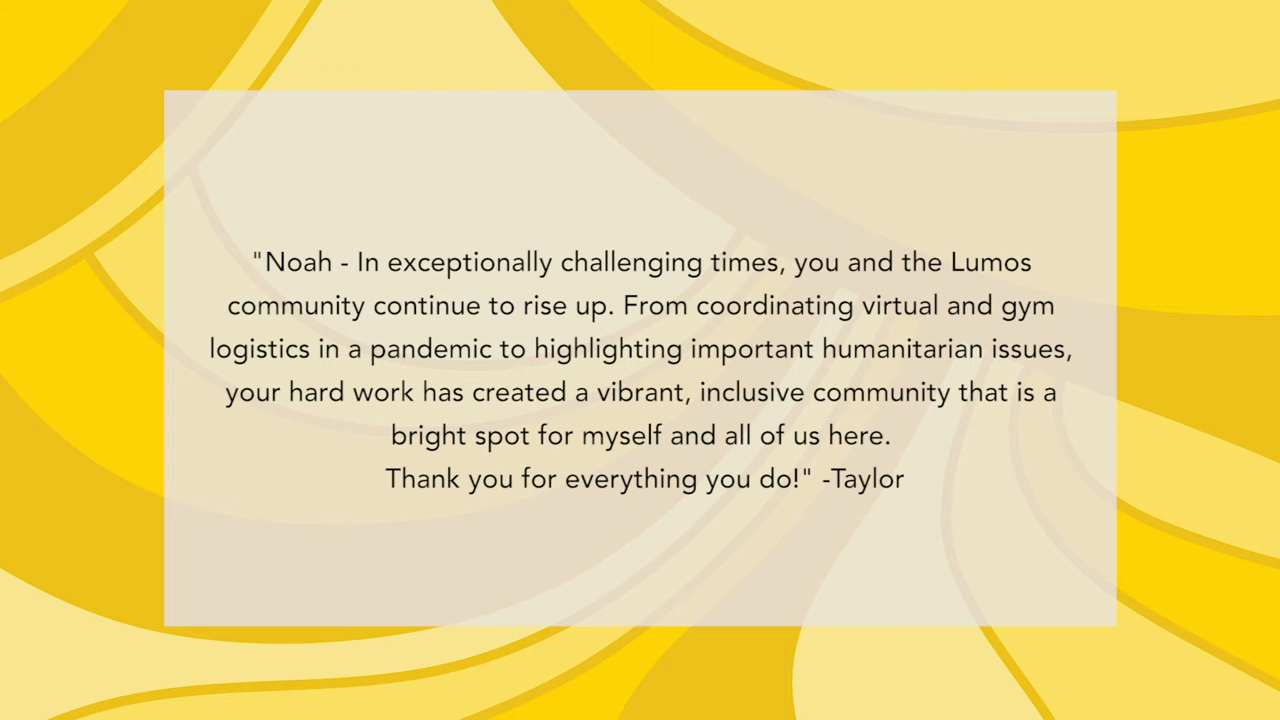 "Noah - In exceptionally challenging times, you and the Lumos
community continue to rise up. From coordinating virtual and gym
logistics in a pandemic to highlighting important humanitarian issues,
your hard work has created a vibrant, inclusive community that is a
bright spot for myself and all of us here.
Thank you for everything you do!" -Taylor